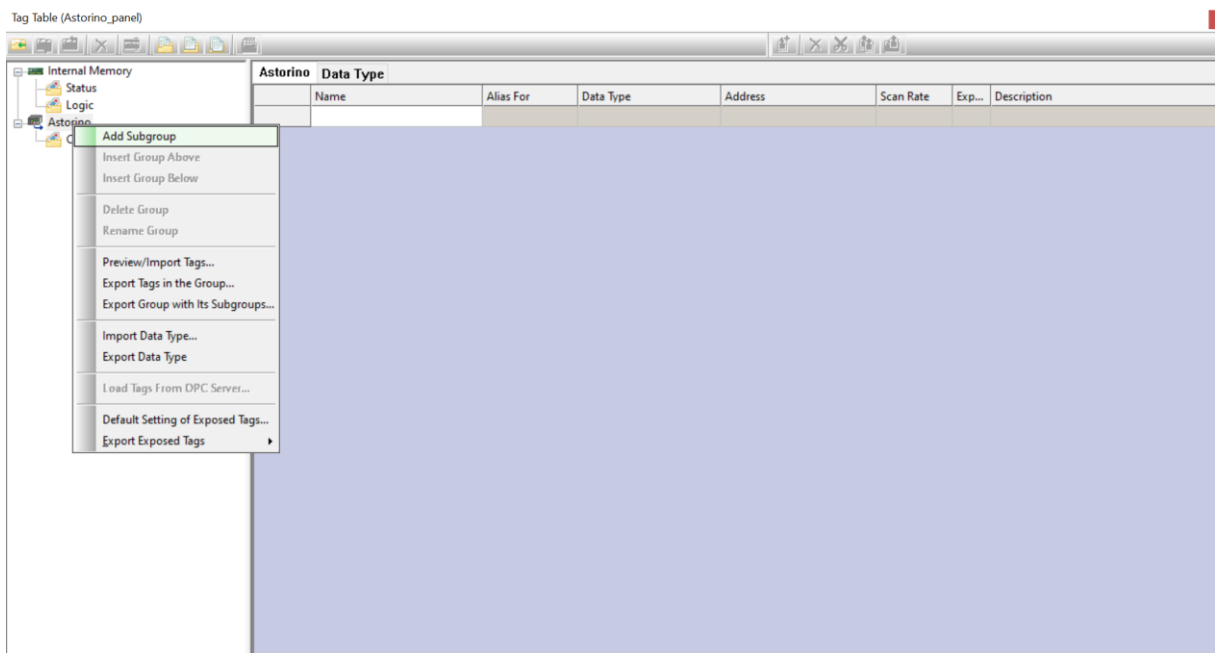 Tag Table (Astorino_panel)
Internal Memory
Status
Logic
Astorino
Astorino Data Type
Name Alias For Data Type Address Scan Rate Exp... Description
Add Subgroup
Insert Group Above
Insert Group Below
Delete Group
Rename Group
Preview/Import Tags...
Export Tags in the Group...
Export Group with Its Subgroups...
Import Data Type...
Export Data Type
Load Tags From OPC Server...
Default Setting of Exposed Tags...
Export Exposed Tags